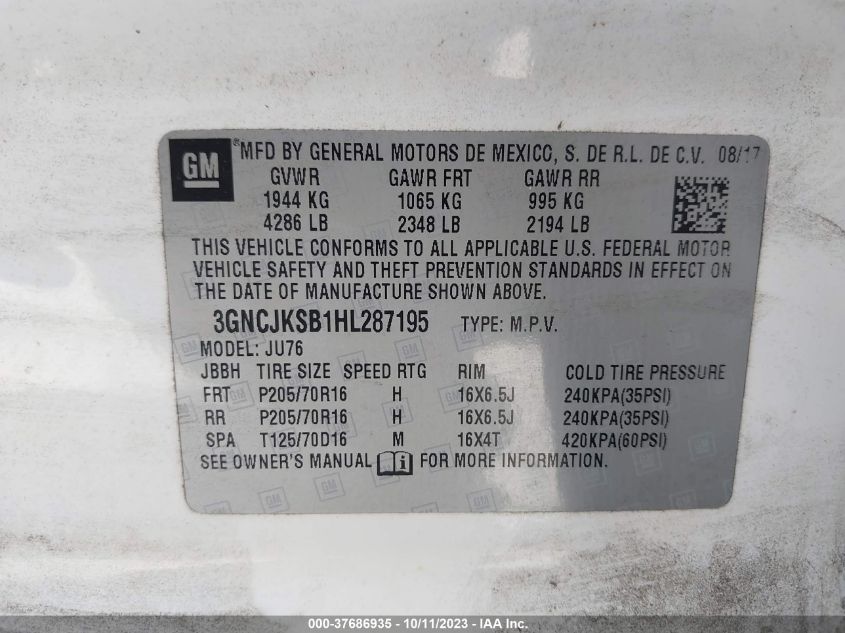 GM ®MFD BY GENERAL MOTORS DE MEXICO, S. DE R.L. DE C.V. 08/17
GVWR GAWR FRT GAWR RR
1944 KG 1065 KG 995 KG
4286 LB 2348 LB 2194 LB
THIS VEHICLE CONFORMS TO ALL APPLICABLE U.S. FEDERAL MOTOR
VEHICLE SAFETY AND THEFT PREVENTION STANDARDS IN EFFECT ON
THE DATE OF MANUFACTURE SHOWN ABOVE.
3GNCJKSB1HL287195 TYPE: M.P.V.
MODEL: JU76
JBBH TIRE SIZE SPEED RTG RIM COLD TIRE PRESSURE
FRT P205/70R16 H 16X6.5J 240KPA(35PSI)
RR P205/70R16 H 16X6.5J 240KPA(35PSI)
SPA T125/70D16 M 16X4T 420KPA(60PSI)
SEE OWNER'S MANUAL FOR MORE INFORMATION.
000-37686935 - 10/11/2023 - IAA Inc.